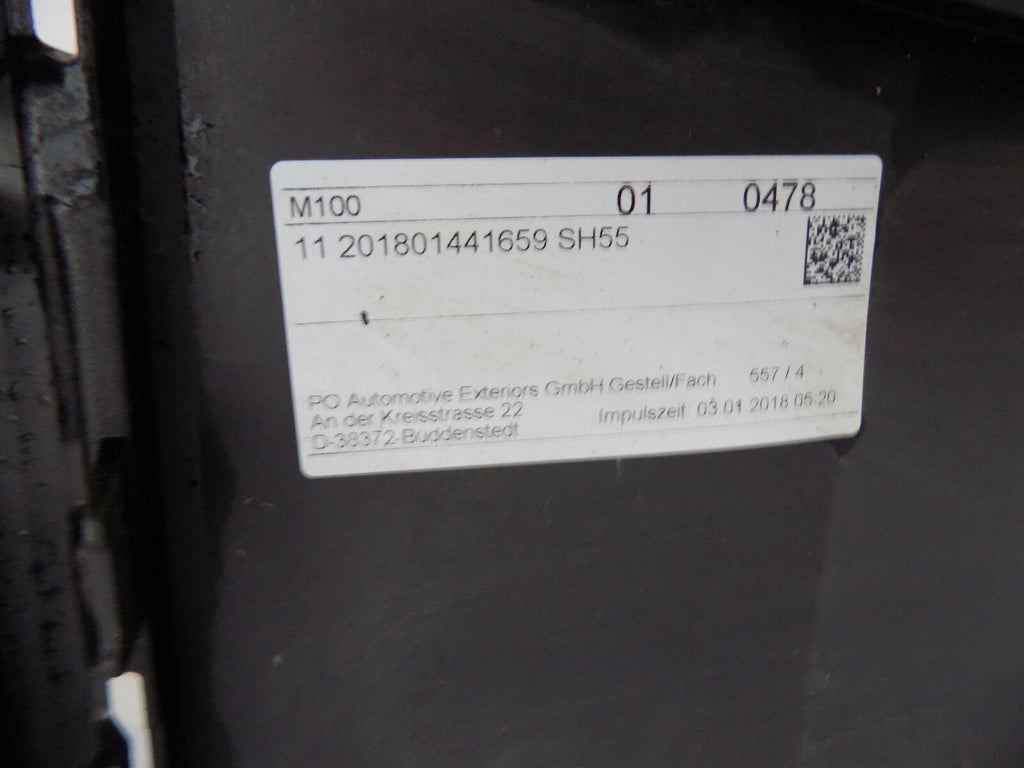 M100 01 0478
11 201801441659 SH55
PO Automotive Exteriors GmbH Gestell/Fach 557 / 4
An der Kreisstrasse 22 Impulszeit: 03 01 2018 05:20
D-38372 Büddenstedt